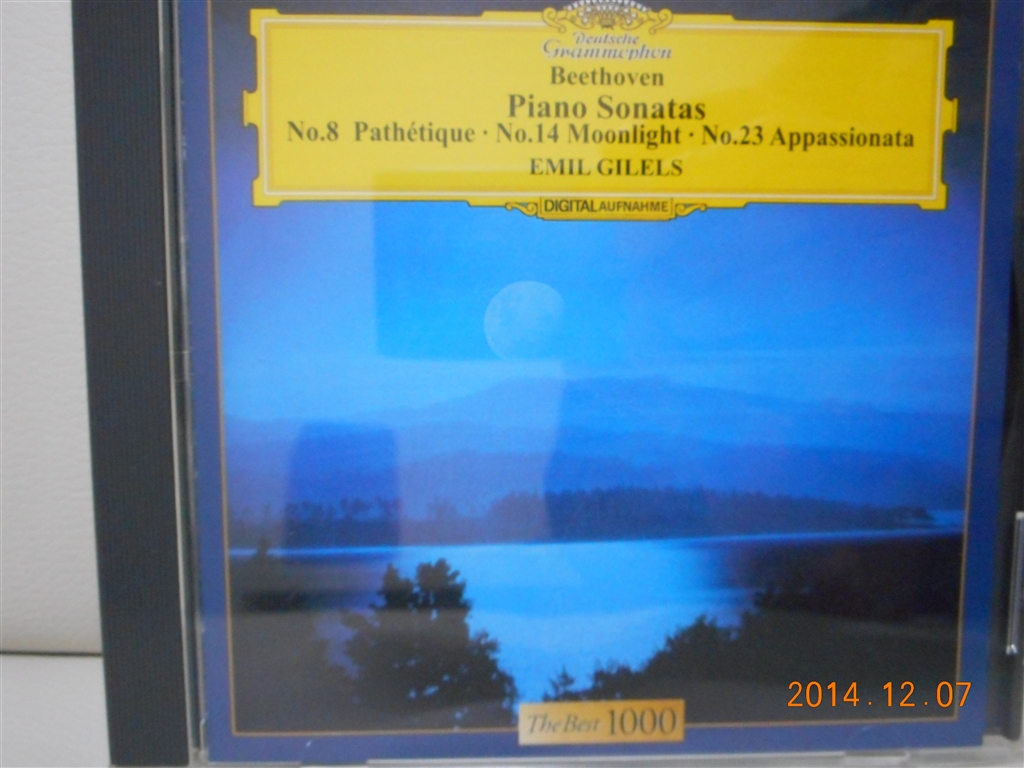 Deutsche
Grammophon
Beethoven
Piano Sonatas
No.8 Pathétique · No.14 Moonlight · No.23 Appassionata
EMIL GILELS
DIGITAL AUFNAHME
The Best 1000
2014.12.07